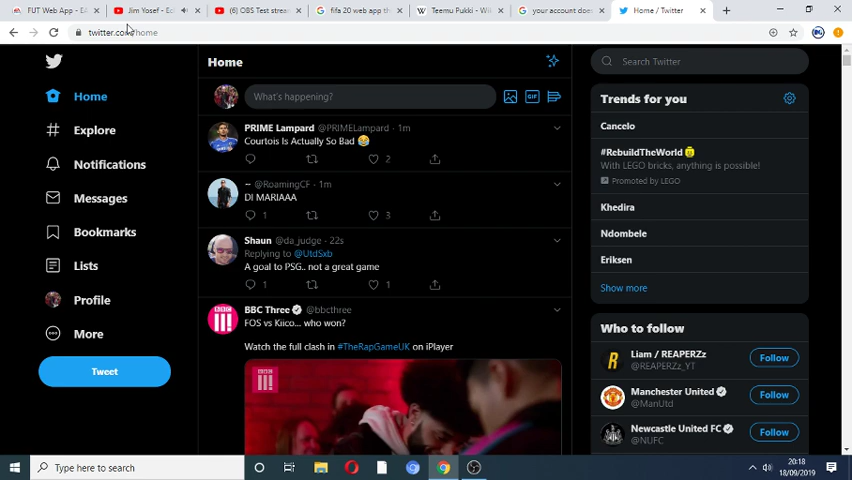 FUT Web App - EA
Jim Yosef - Ec
(6) OBS Test stream
fifa 20 web app th
Teemu Pukki - Wi
your account does
Home / Twitter
twitter.com/home
Home
Explore
Notifications
Messages
Bookmarks
Lists
Profile
More
Tweet
Home
What's happening?
GIF
PRIME Lampard @PRIMELampard · 1m
Courtois Is Actually So Bad 😂
2
~ @RoamingCF · 1m
DI MARIAAA
1 3
Shaun @da_judge · 22s
Replying to @UtdSxb
A goal to PSG.. not a great game
1 1
BBC Three @bbcthree
FOS vs Kiico... who won?
Watch the full clash in #TheRapGameUK on iPlayer
Search Twitter
Trends for you
Cancelo
#RebuildTheWorld
With LEGO bricks, anything is possible!
Promoted by LEGO
Khedira
Ndombele
Eriksen
Show more
Who to follow
Liam / REAPERZz
@REAPERZz_YT
Follow
Manchester United
@ManUtd
Follow
Newcastle United FC
@NUFC
Follow
Type here to search
20:18
18/09/2019